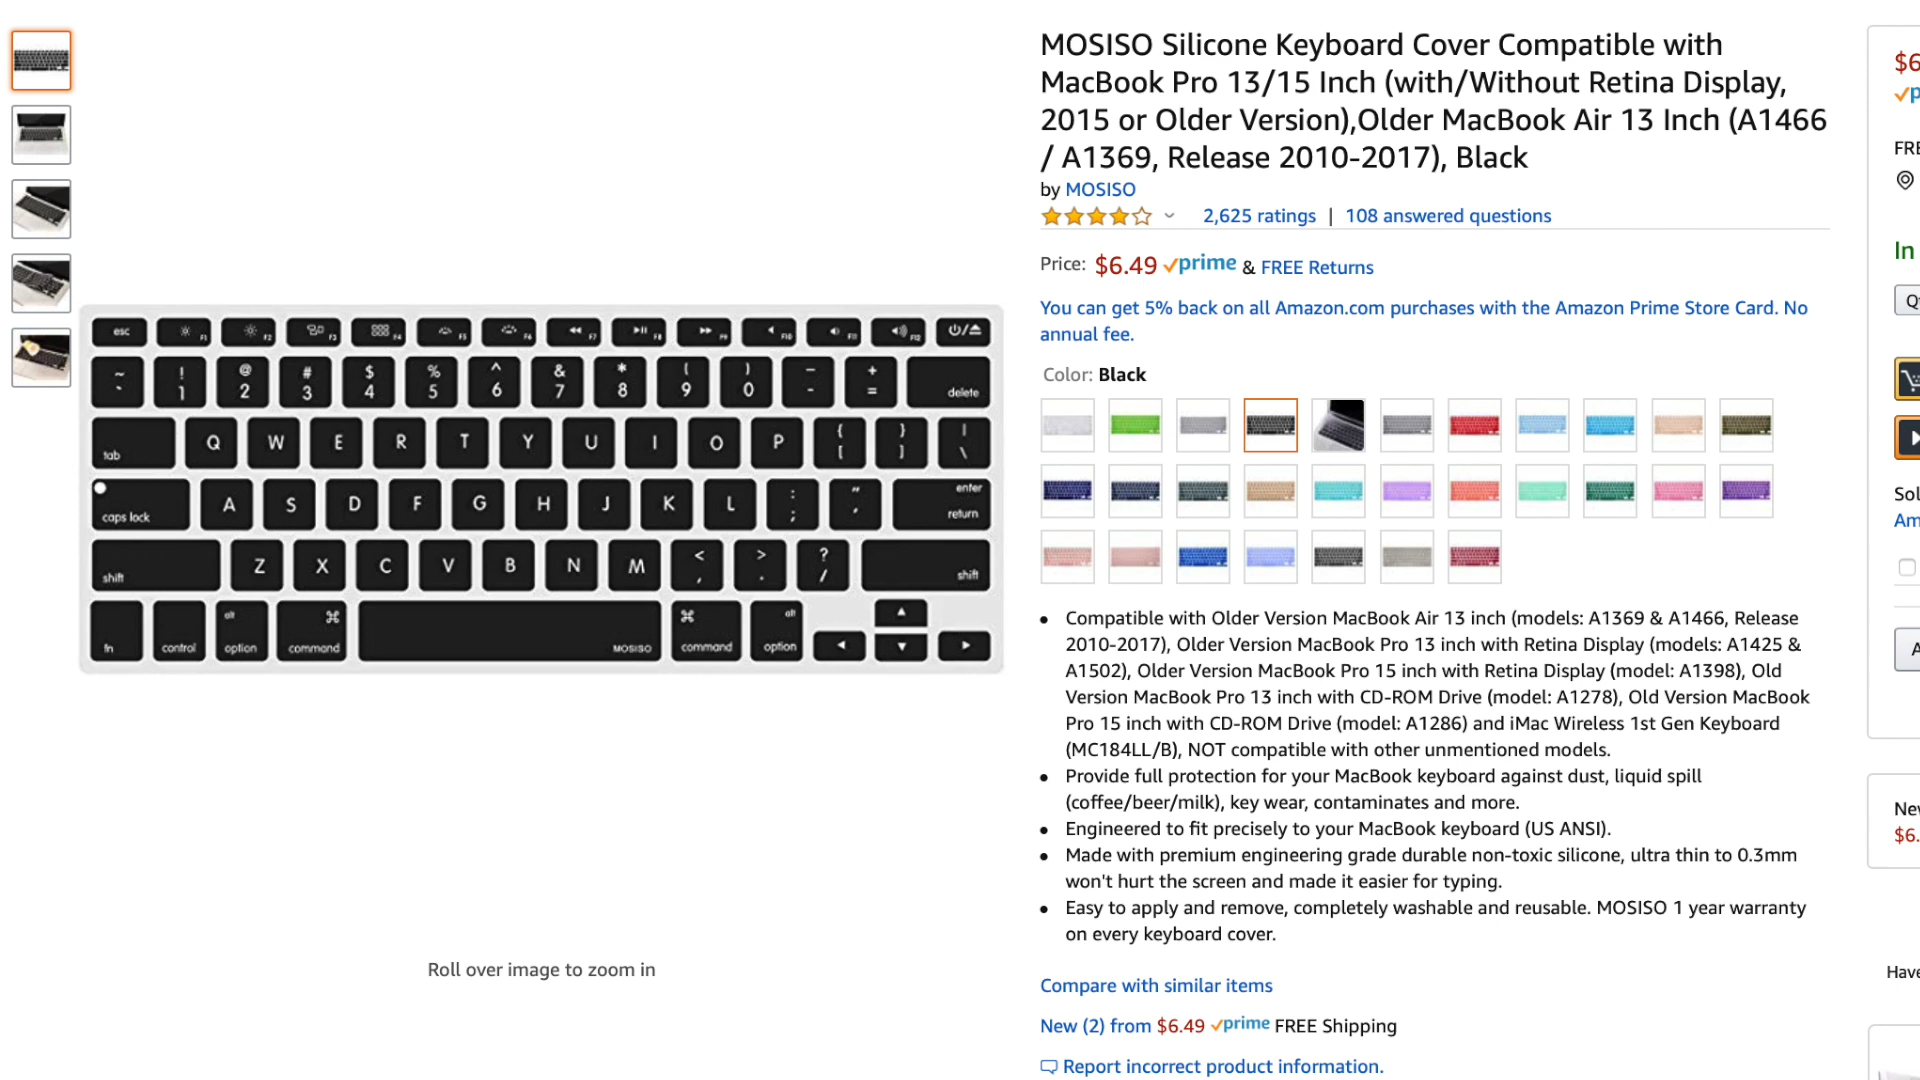 MOSISO Silicone Keyboard Cover Compatible with
MacBook Pro 13/15 Inch (with/Without Retina Display,
2015 or Older Version),Older MacBook Air 13 Inch (A1466
/ A1369, Release 2010-2017), Black
by MOSISO
2,625 ratings | 108 answered questions
Price: $6.49 prime & FREE Returns
You can get 5% back on all Amazon.com purchases with the Amazon Prime Store Card. No
annual fee.
Color: Black
Compatible with Older Version MacBook Air 13 inch (models: A1369 & A1466, Release
2010-2017), Older Version MacBook Pro 13 inch with Retina Display (models: A1425 &
A1502), Older Version MacBook Pro 15 inch with Retina Display (model: A1398), Old
Version MacBook Pro 13 inch with CD-ROM Drive (model: A1278), Old Version MacBook
Pro 15 inch with CD-ROM Drive (model: A1286) and iMac Wireless 1st Gen Keyboard
(MC184LL/B), NOT compatible with other unmentioned models.
Provide full protection for your MacBook keyboard against dust, liquid spill
(coffee/beer/milk), key wear, contaminates and more.
Engineered to fit precisely to your MacBook keyboard (US ANSI).
Made with premium engineering grade durable non-toxic silicone, ultra thin to 0.3mm
won't hurt the screen and made it easier for typing.
Easy to apply and remove, completely washable and reusable. MOSISO 1 year warranty
on every keyboard cover.
Compare with similar items
New (2) from $6.49 prime FREE Shipping
Report incorrect product information.
esc F1 F2 F3 F4 F5 F6 F7 F8 F9 F10 F11 F12
~ ` ! 1 @ 2 # 3 $ 4 % 5 ^ 6 & 7 * 8 ( 9 ) 0 – - + = delete
tab Q W E R T Y U I O P { [ } ] | \
caps lock A S D F G H J K L : ; " ' enter return
shift Z X C V B N M < , > . ? / shift
fn control alt option ⌘ command MOSISO ⌘ command alt option ◄ ▲ ▼ ►
Roll over image to zoom in
In